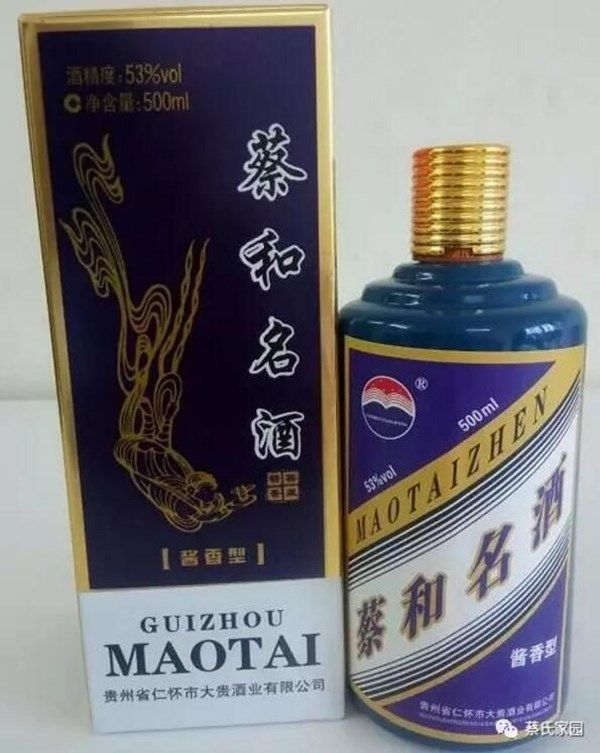 酒精度:53%vol
净含量:500ml
蔡和名酒
【酱香型】
GUIZHOU
MAOTAI
贵州省仁怀市大贵酒业有限公司
®
500ml
53%vol
MAOTAIZHEN
蔡和名酒
酱香型
贵州省仁怀市大贵酒业有限公司
蔡氏家园